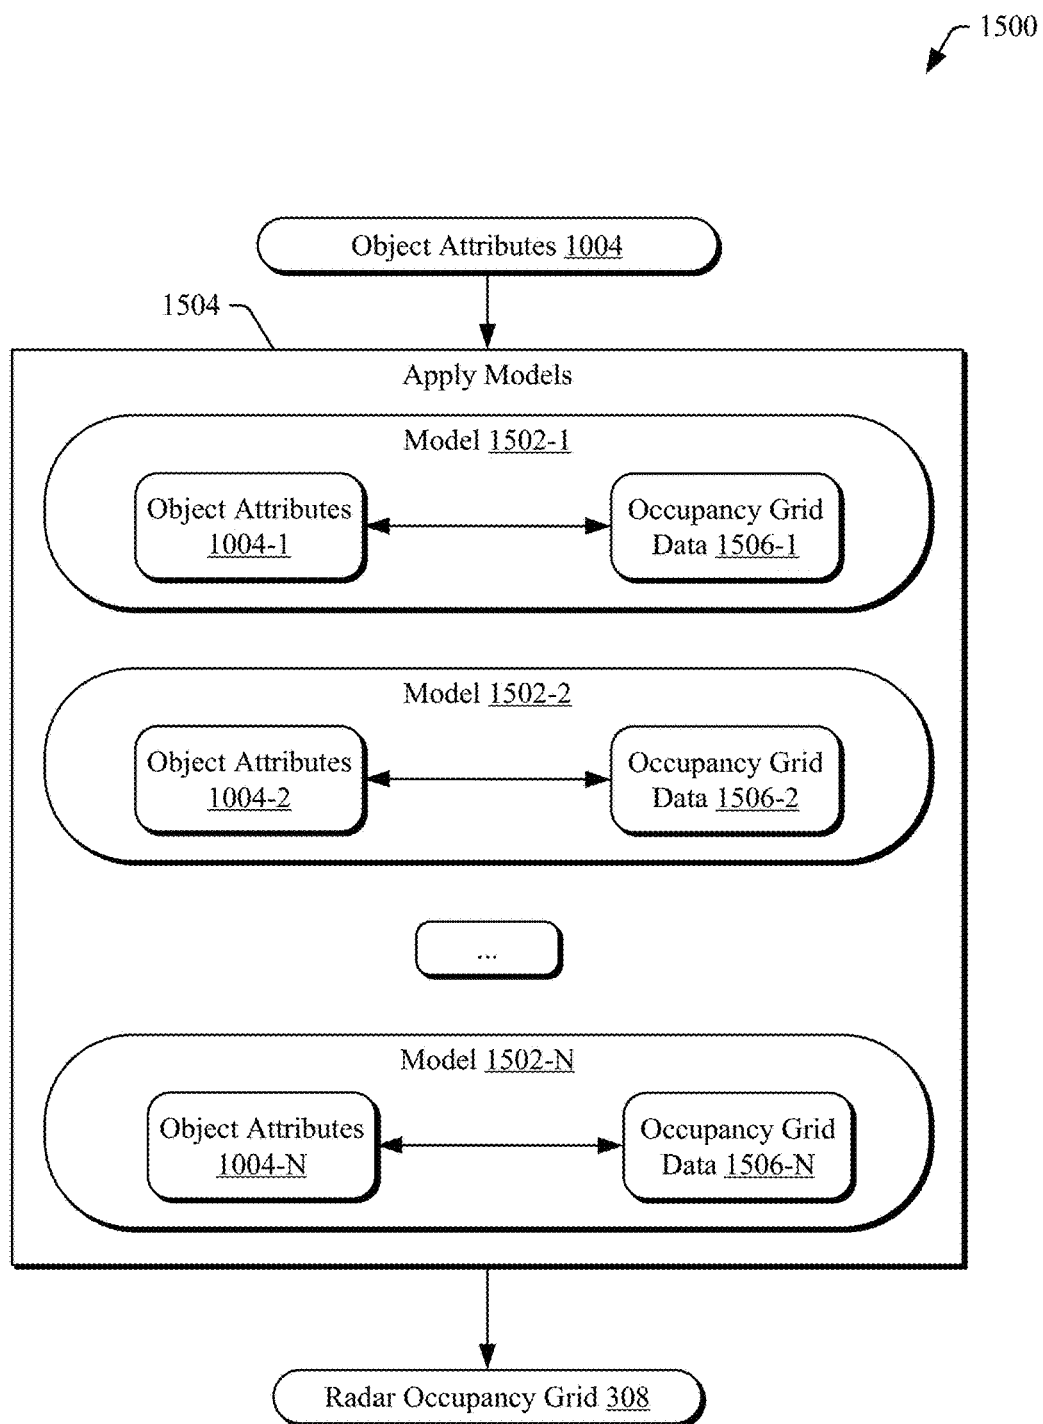 1500
Object Attributes 1004
1504
Apply Models
Model 1502-1
Object Attributes
1004-1
Occupancy Grid
Data 1506-1
Model 1502-2
Object Attributes
1004-2
Occupancy Grid
Data 1506-2
...
Model 1502-N
Object Attributes
1004-N
Occupancy Grid
Data 1506-N
Radar Occupancy Grid 308